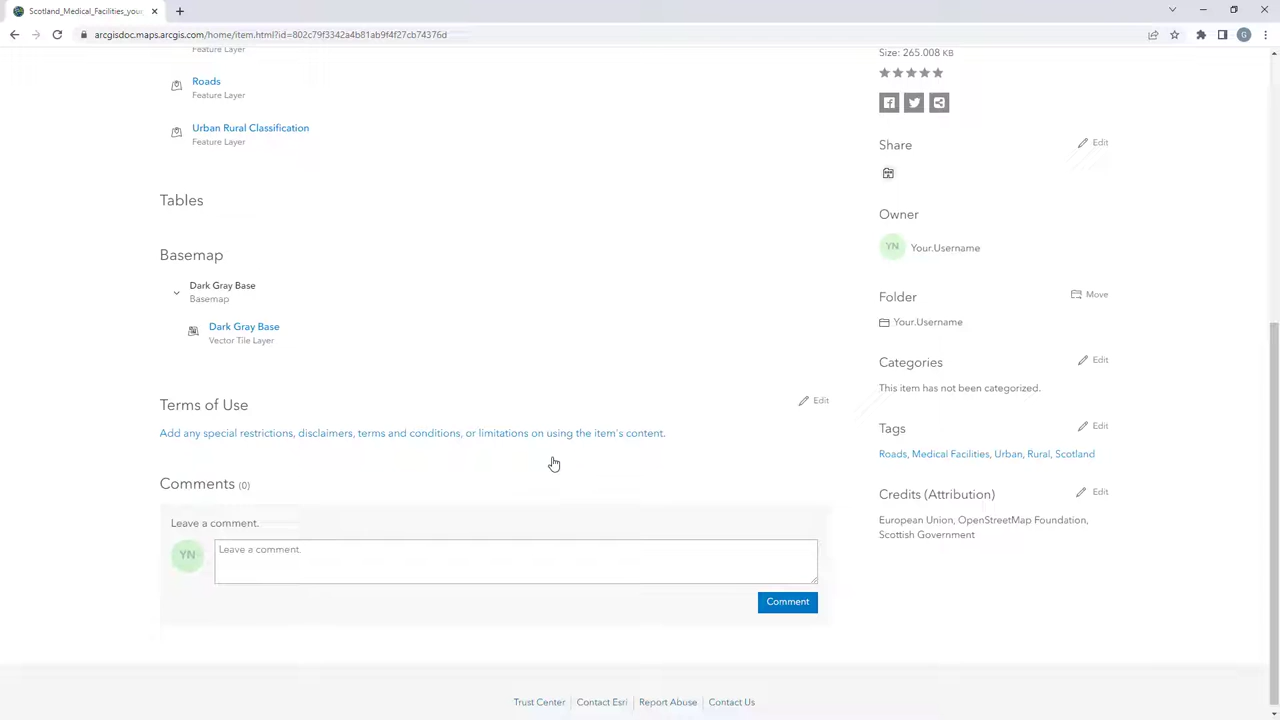 Scotland_Medical_Facilities_you
arcgisdoc.maps.arcgis.com/home/item.html?id=802c79f3342a4b81ab9f4f27cb74376d
G
Feature Layer
Roads
Feature Layer
Urban Rural Classification
Feature Layer
Tables
Basemap
Dark Gray Base
Basemap
Dark Gray Base
Vector Tile Layer
Terms of Use
Edit
Add any special restrictions, disclaimers, terms and conditions, or limitations on using the item's content.
Comments (0)
Leave a comment.
YN
Leave a comment.
Comment
Size: 265.008 KB
Share
Edit
Owner
YN
Your.Username
Folder
Move
Your.Username
Categories
Edit
This item has not been categorized.
Tags
Edit
Roads, Medical Facilities, Urban, Rural, Scotland
Credits (Attribution)
Edit
European Union, OpenStreetMap Foundation,
Scottish Government
Trust Center | Contact Esri | Report Abuse | Contact Us